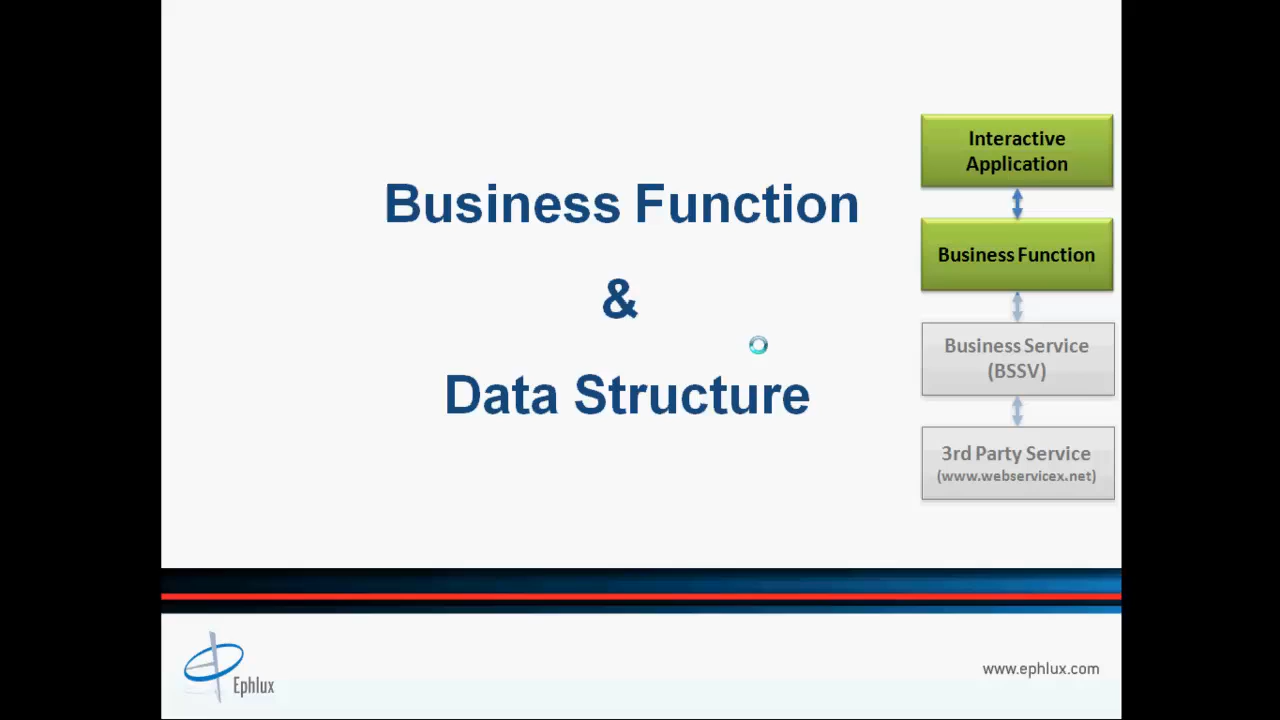 Business Function
&
Data Structure
Interactive
Application
Business Function
Business Service
(BSSV)
3rd Party Service
(www.webservicex.net)
Ephlux
www.ephlux.com